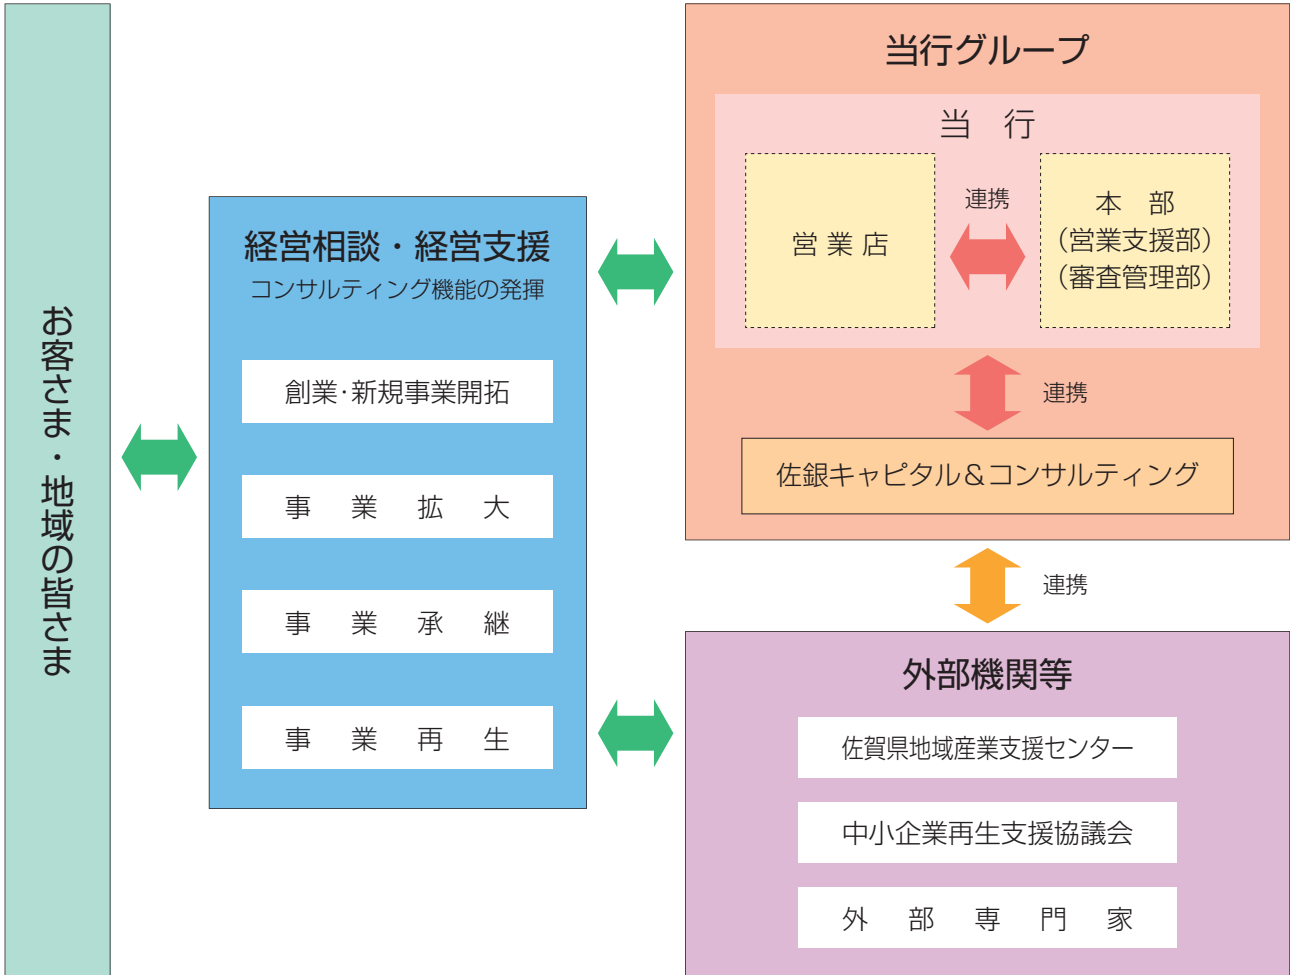 お客さま・地域の皆さま
経営相談・経営支援
コンサルティング機能の発揮
創業・新規事業開拓
事業拡大
事業承継
事業再生
当行グループ
当行
営業店
連携
本部
（営業支援部）
（審査管理部）
連携
佐銀キャピタル＆コンサルティング
連携
外部機関等
佐賀県地域産業支援センター
中小企業再生支援協議会
外部専門家